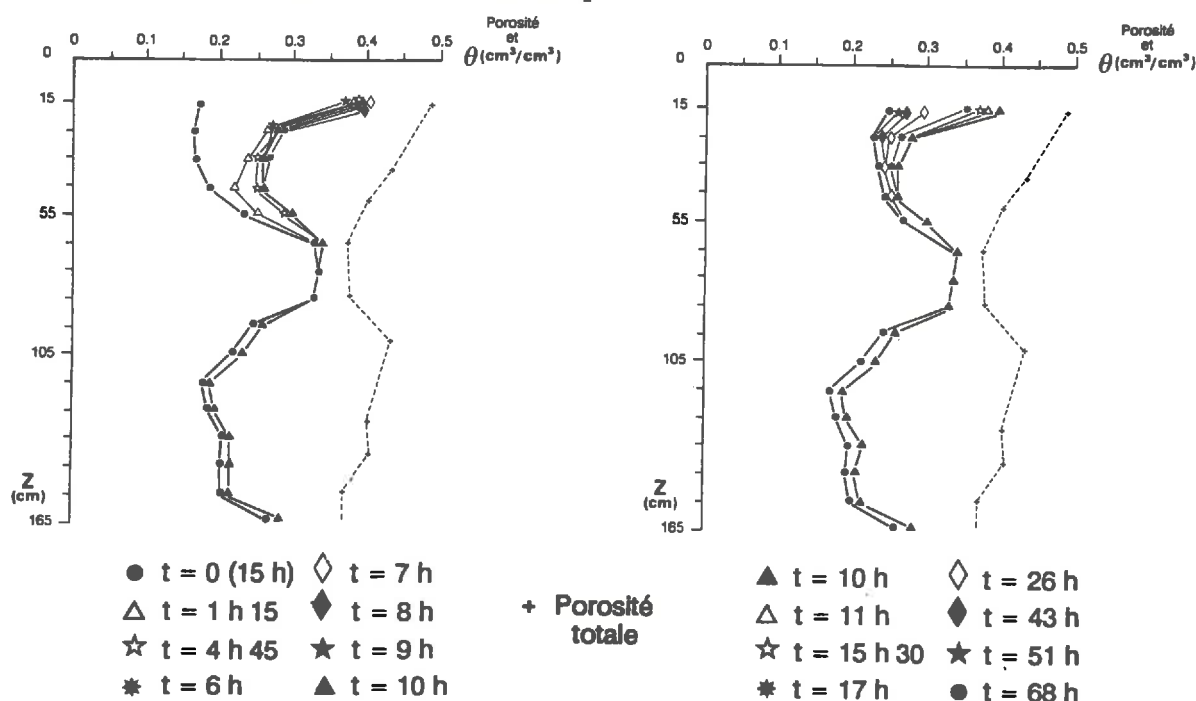 Porosité
et
θ (cm³/cm³)
0 0.1 0.2 0.3 0.4 0.5
0
15
55
105
Z
(cm)
165
Porosité
et
θ (cm³/cm³)
0 0.1 0.2 0.3 0.4 0.5
0
15
55
105
Z
(cm)
165
● t = 0 (15 h) ◇ t = 7 h
△ t = 1 h 15 ◆ t = 8 h
☆ t = 4 h 45 ★ t = 9 h
✷ t = 6 h ▲ t = 10 h
+ Porosité
totale
▲ t = 10 h ◇ t = 26 h
△ t = 11 h ◆ t = 43 h
☆ t = 15 h 30 ★ t = 51 h
✷ t = 17 h ● t = 68 h